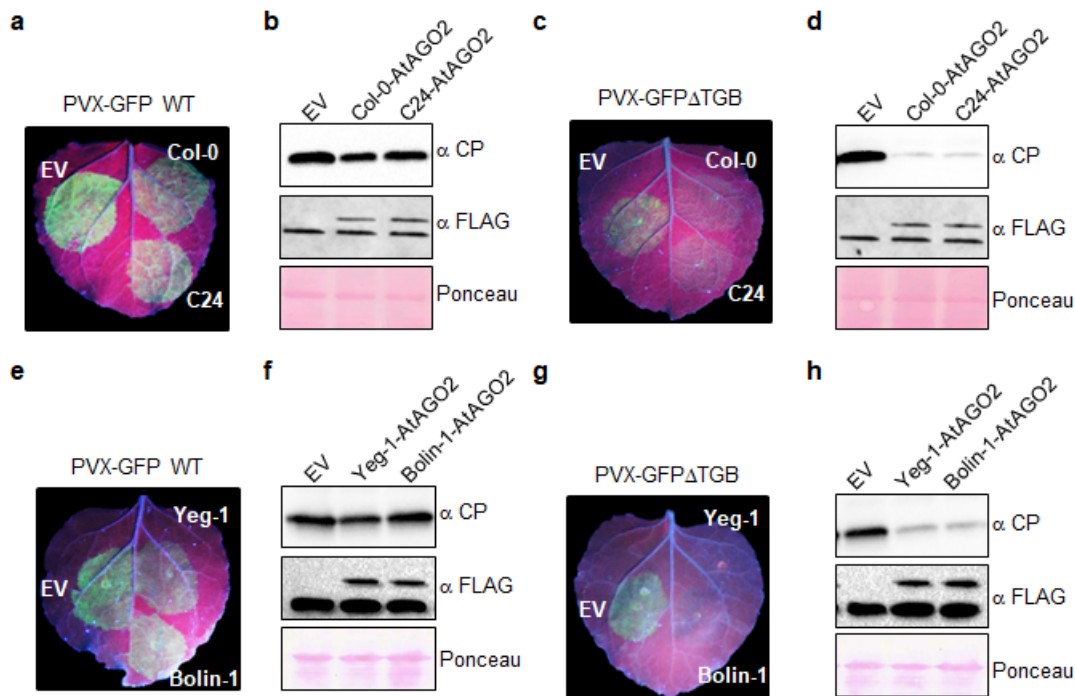 a
PVX-GFP WT
EV
Col-0
C24
b
EV
Col-0-AtAGO2
C24-AtAGO2
α CP
α FLAG
Ponceau
c
PVX-GFPΔTGB
EV
Col-0
C24
d
EV
Col-0-AtAGO2
C24-AtAGO2
α CP
α FLAG
Ponceau
e
PVX-GFP WT
Yeg-1
EV
Bolin-1
f
EV
Yeg-1-AtAGO2
Bolin-1-AtAGO2
α CP
α FLAG
Ponceau
g
PVX-GFPΔTGB
Yeg-1
EV
Bolin-1
h
EV
Yeg-1-AtAGO2
Bolin-1-AtAGO2
α CP
α FLAG
Ponceau